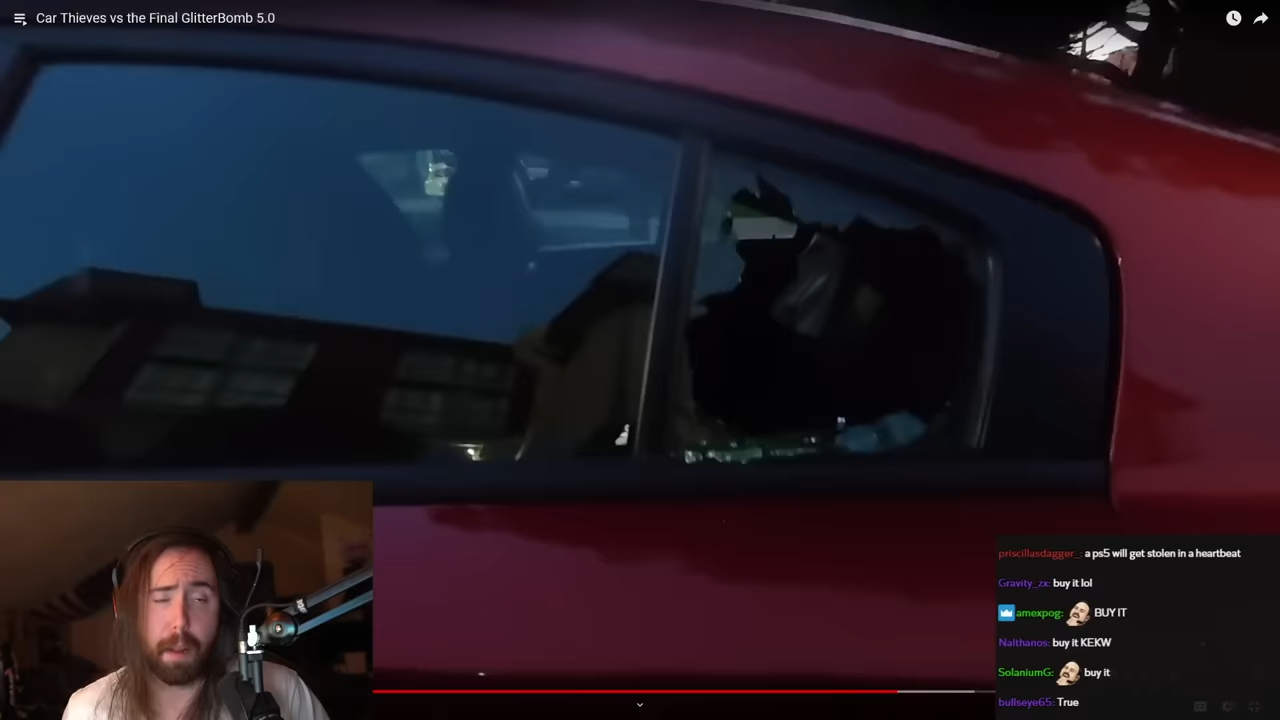 Car Thieves vs the Final GlitterBomb 5.0
priscillasdagger_: a ps5 will get stolen in a heartbeat
Gravity_zx: buy it lol
amexpog: BUY IT
Nalthanos: buy it KEKW
SolaniumG: buy it
bullseye65: True